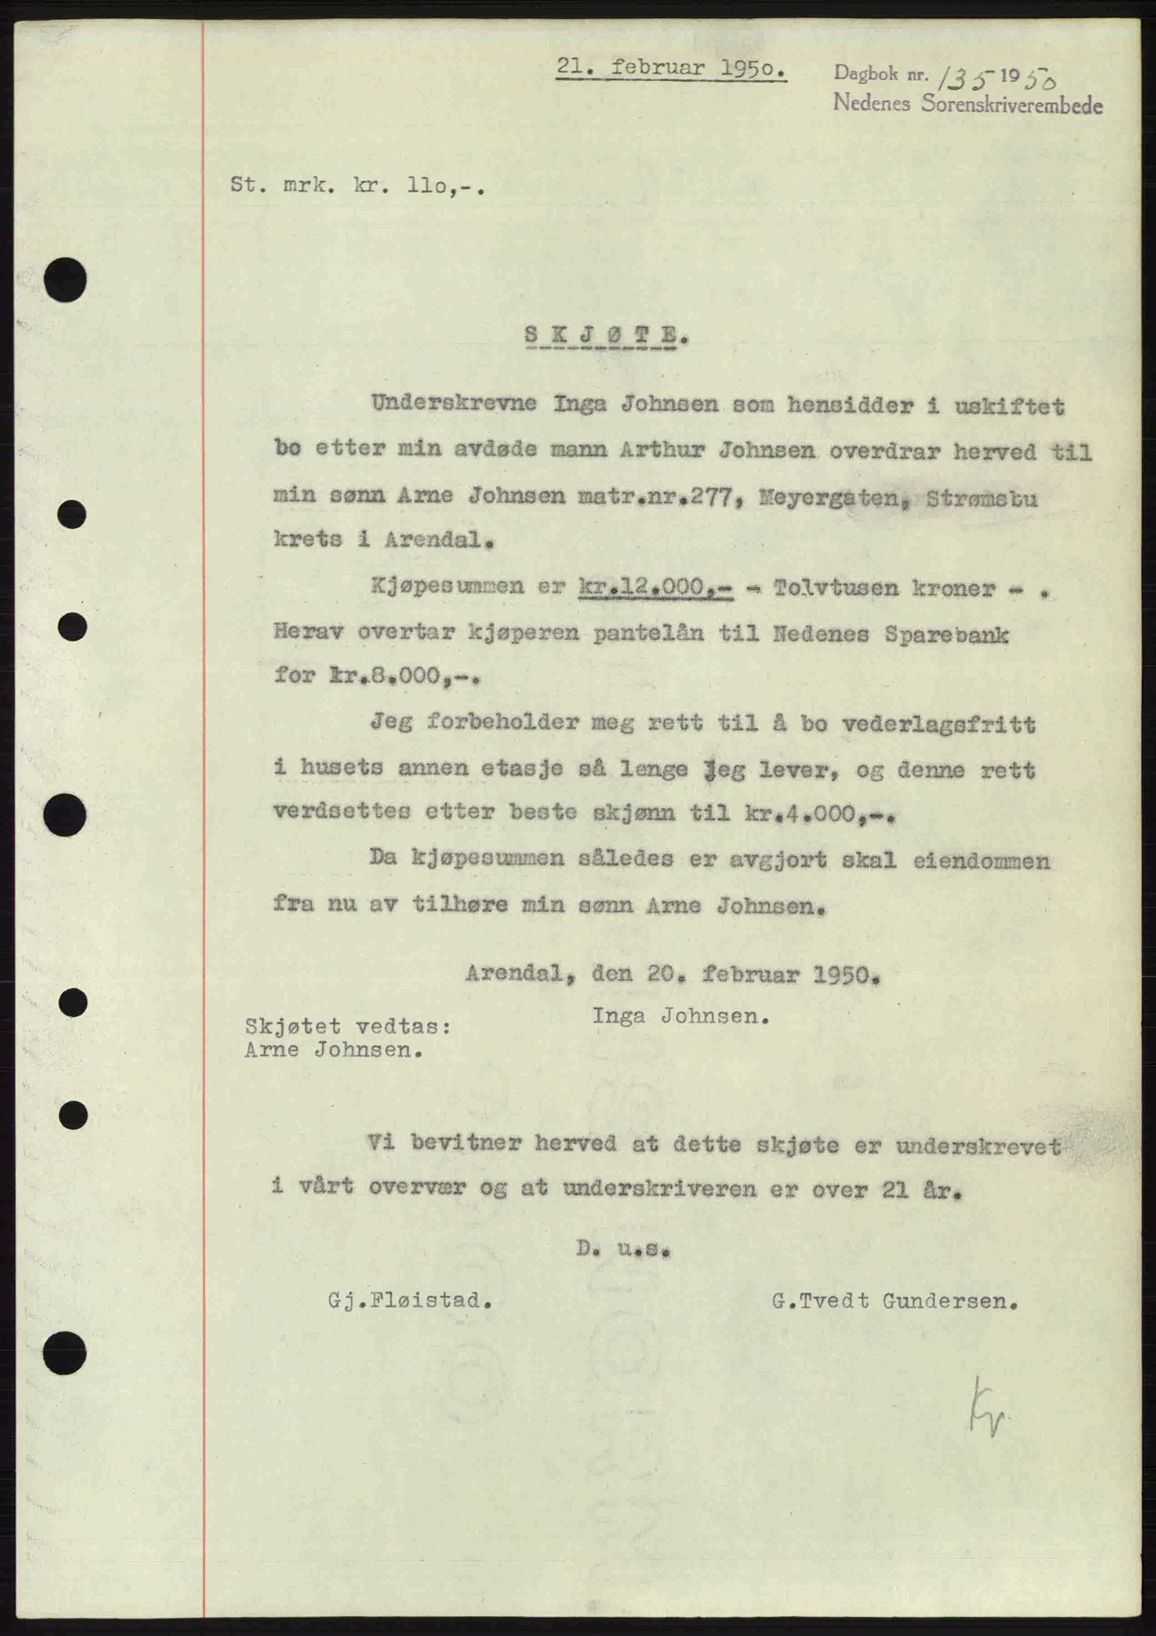 21. februar 1950.
Dagbok nr. 135 1950
Nedenes Sorenskriverembede
St. mrk. kr. 110,-.
SKJØTE.
Underskrevne Inga Johnsen som hensidder i uskiftet
bo etter min avdøde mann Arthur Johnsen overdrar herved til
min sønn Arne Johnsen matr.nr.277, Meyergaten, Strømsbu
krets i Arendal.
Kjøpesummen er kr.12.000,- - Tolvtusen kroner - .
Herav overtar kjøperen pantelån til Nedenes Sparebank
for kr.8.000,-.
Jeg forbeholder meg rett til å bo vederlagsfritt
i husets annen etasje så lenge jeg lever, og denne rett
verdsettes etter beste skjønn til kr.4.000,-.
Da kjøpesummen således er avgjort skal eiendommen
fra nu av tilhøre min sønn Arne Johnsen.
Arendal, den 20. februar 1950.
Inga Johnsen.
Skjøtet vedtas:
Arne Johnsen.
Vi bevitner herved at dette skjøte er underskrevet
i vårt overvær og at underskriveren er over 21 år.
D. u.s.
Gj.Fløistad. G.Tvedt Gundersen.